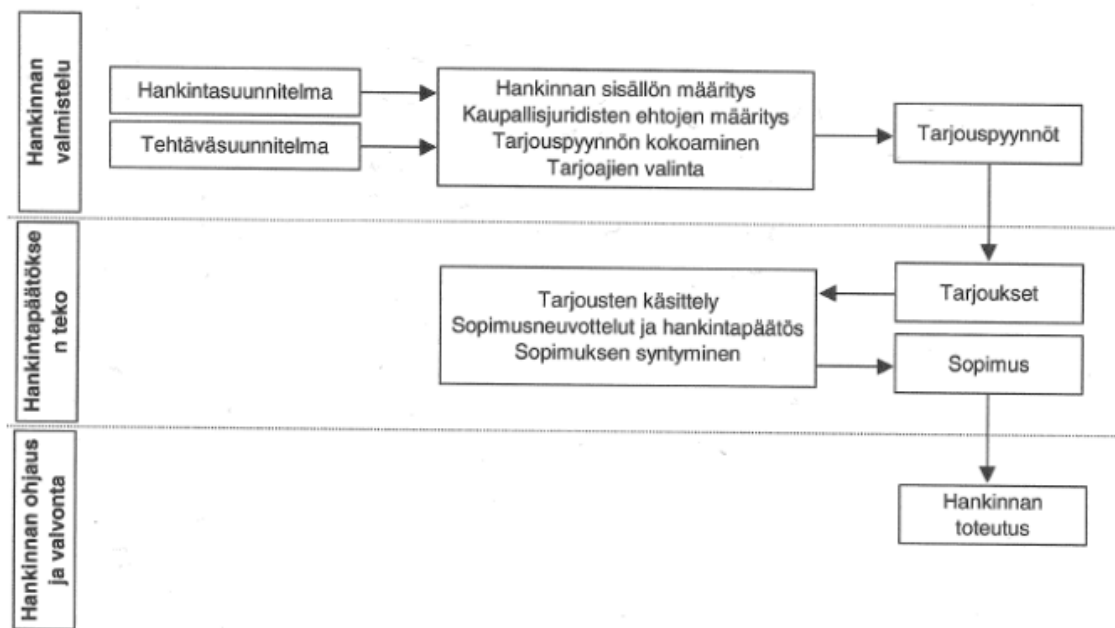 Hankinnan
valmistelu
Hankintasuunnitelma
Tehtäväsuunnitelma
Hankinnan sisällön määritys
Kaupallisjuridisten ehtojen määritys
Tarjouspyynnön kokoaminen
Tarjoajien valinta
Tarjouspyynnöt
Hankintapäätökse
n teko
Tarjousten käsittely
Sopimusneuvottelut ja hankintapäätös
Sopimuksen syntyminen
Tarjoukset
Sopimus
Hankinnan ohjaus
ja valvonta
Hankinnan
toteutus